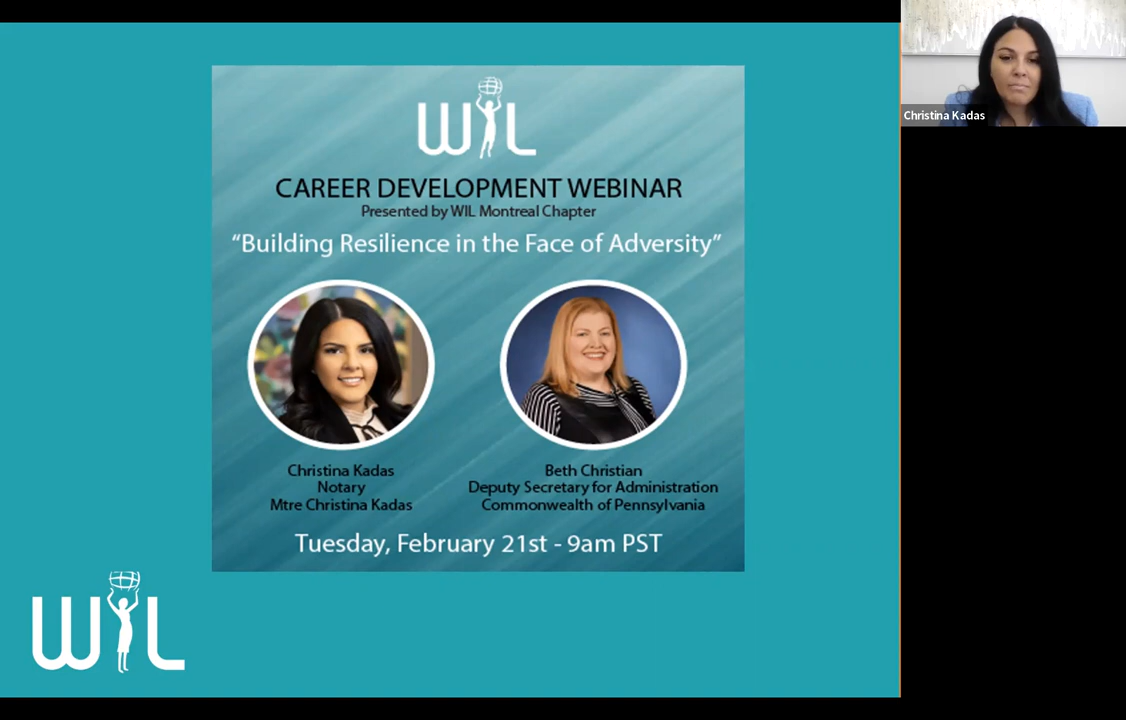 WIL
CAREER DEVELOPMENT WEBINAR
Presented by WIL Montreal Chapter
“Building Resilience in the Face of Adversity”
Christina Kadas
Notary
Mtre Christina Kadas
Beth Christian
Deputy Secretary for Administration
Commonwealth of Pennsylvania
Tuesday, February 21st - 9am PST
WIL
Christina Kadas